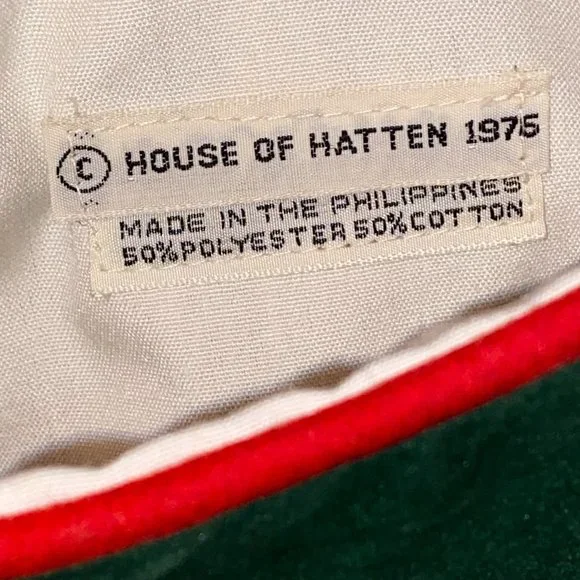 © HOUSE OF HATTEN 1975
MADE IN THE PHILIPPINES
50%POLYESTER 50%COTTON